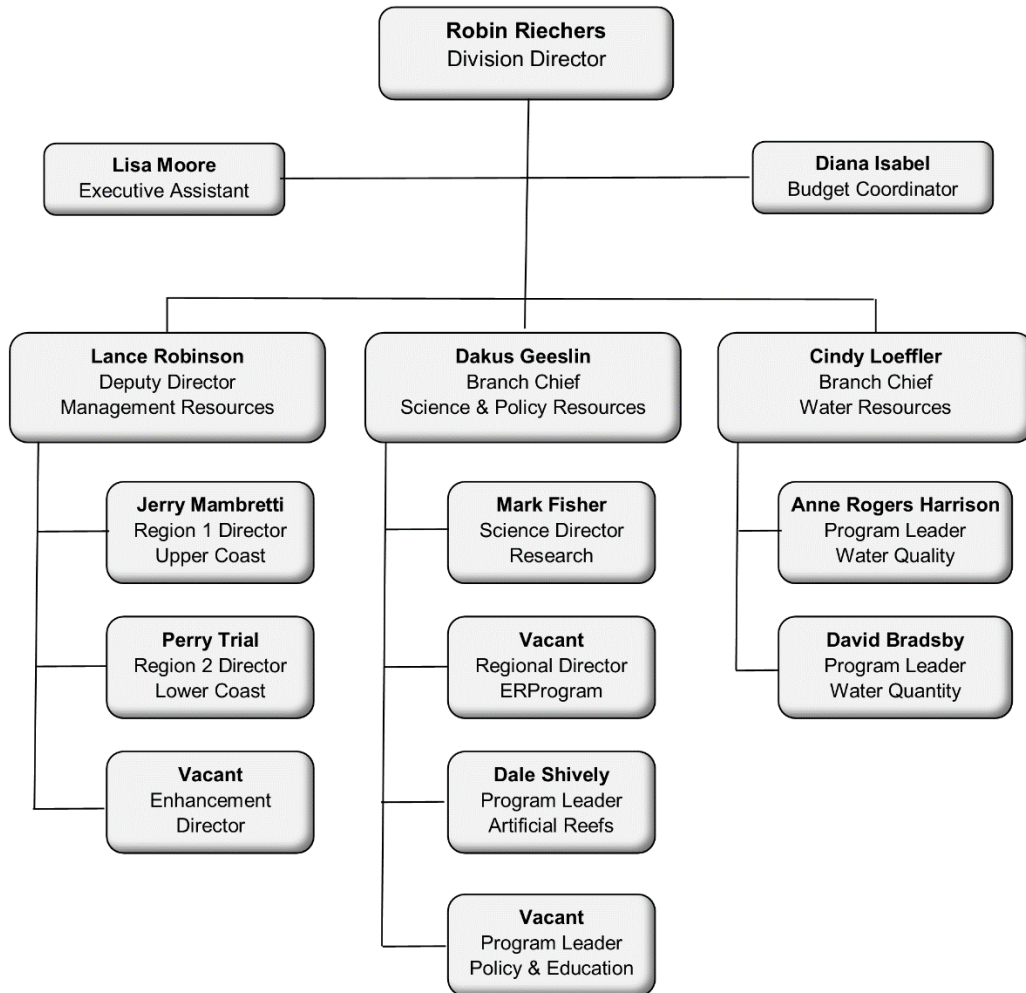 Robin Riechers
Division Director
Lisa Moore
Executive Assistant
Diana Isabel
Budget Coordinator
Lance Robinson
Deputy Director
Management Resources
Dakus Geeslin
Branch Chief
Science & Policy Resources
Cindy Loeffler
Branch Chief
Water Resources
Jerry Mambretti
Region 1 Director
Upper Coast
Mark Fisher
Science Director
Research
Anne Rogers Harrison
Program Leader
Water Quality
Perry Trial
Region 2 Director
Lower Coast
Vacant
Regional Director
ERProgram
David Bradsby
Program Leader
Water Quantity
Vacant
Enhancement
Director
Dale Shively
Program Leader
Artificial Reefs
Vacant
Program Leader
Policy & Education